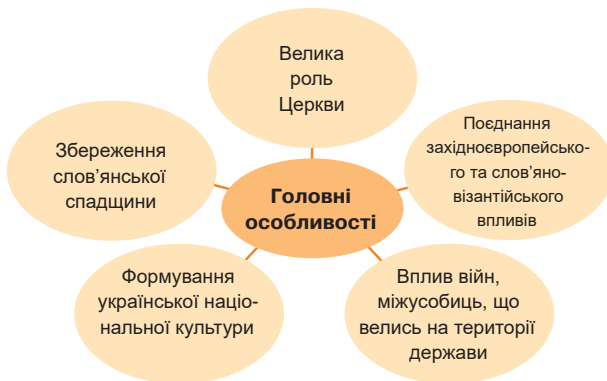 Велика
роль
Церкви
Збереження
слов’янської
спадщини
Поєднання
західноєвропейсько-
го та слов’яно-
візантійського
впливів
Головні
особливості
Формування
української націо-
нальної культури
Вплив війн,
міжусобиць, що
велись на території
держави